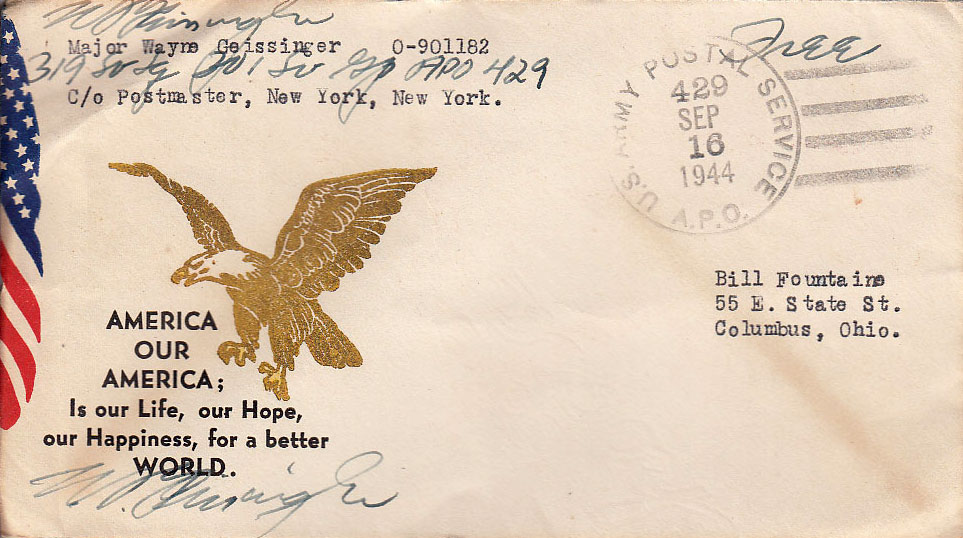 Major Wayne Geissinger O-901182
319 Sv Sq
APO 429
C/o Postmaster, New York, New York.
Free
U.S. ARMY POSTAL SERVICE
429
SEP
16
1944
A.P.O.
Bill Fountaine
55 E. State St.
Columbus, Ohio.
AMERICA
OUR
AMERICA;
Is our Life, our Hope,
our Happiness, for a better
WORLD.